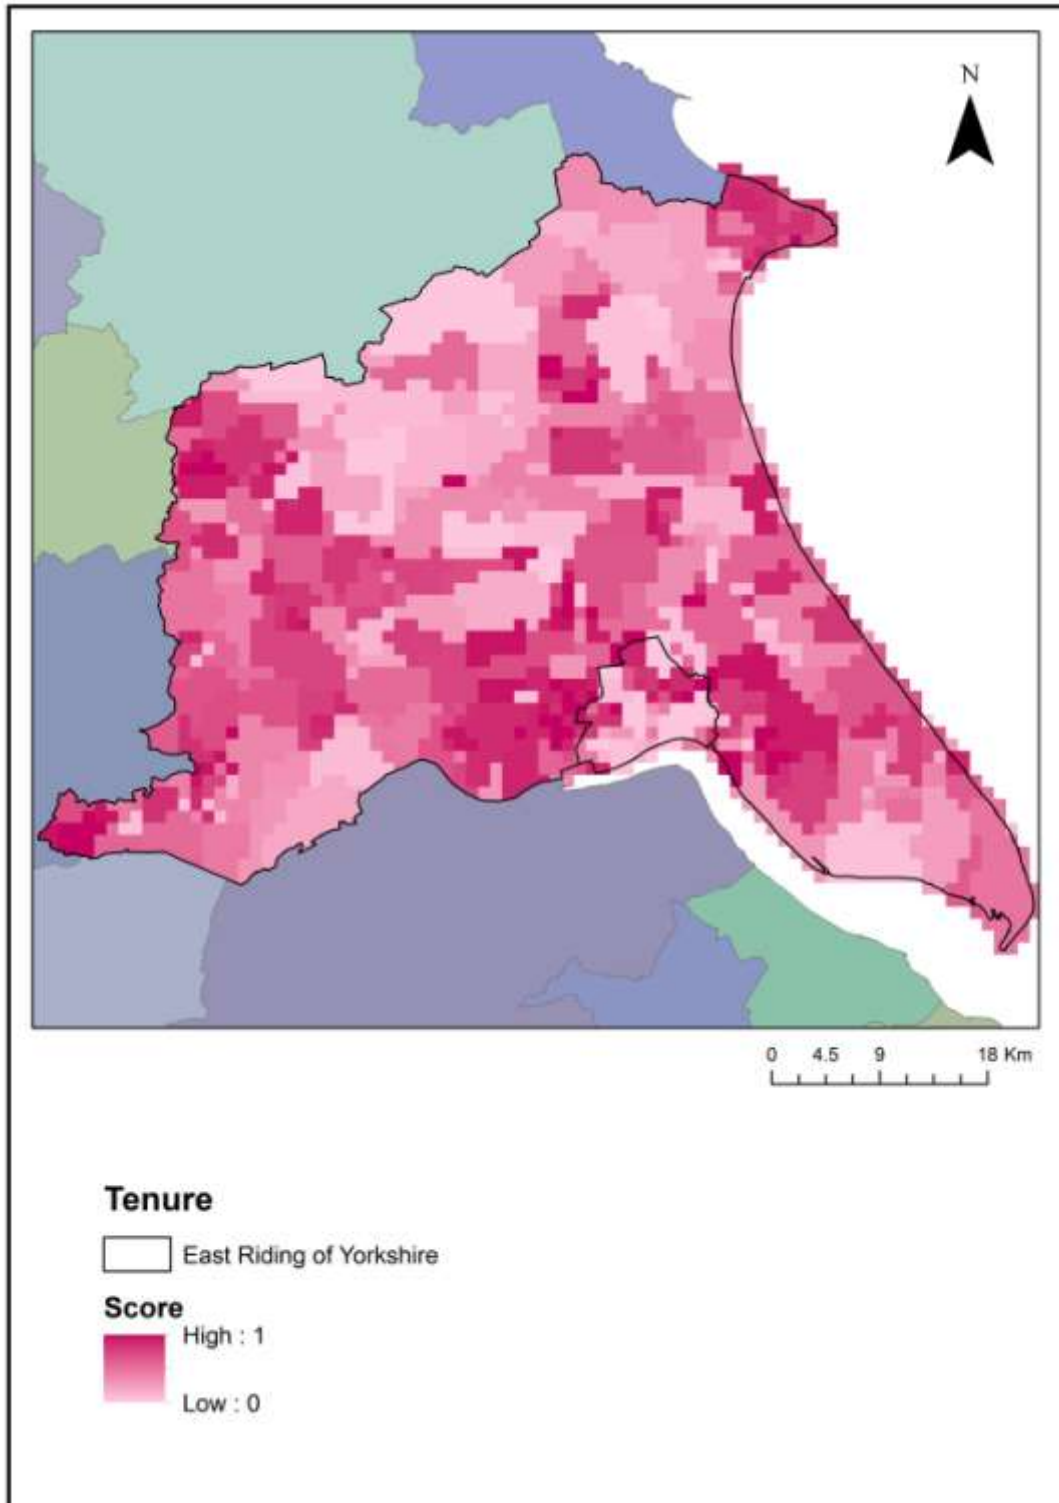 N
0 4.5 9 18 Km
Tenure
East Riding of Yorkshire
Score
High : 1
Low : 0